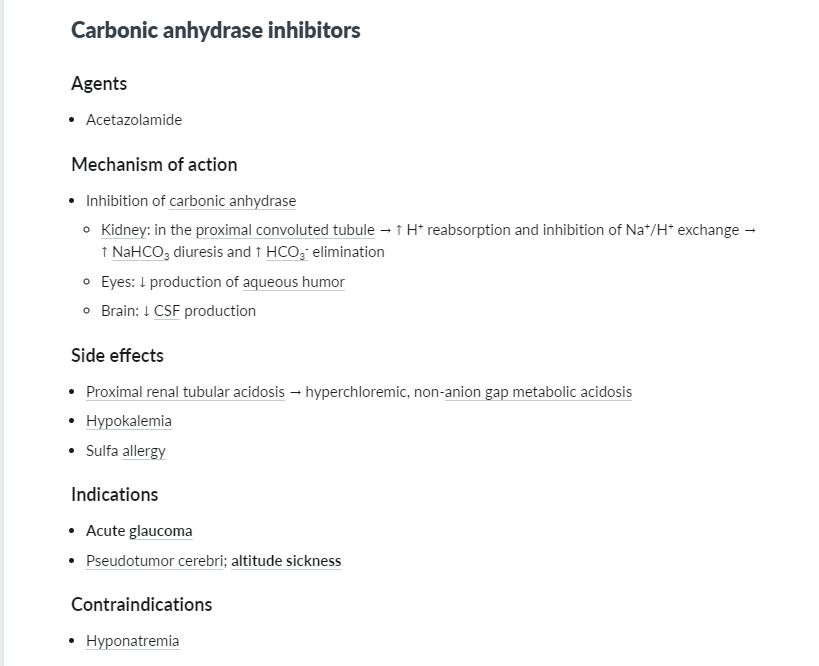 Carbonic anhydrase inhibitors
Agents
• Acetazolamide
Mechanism of action
• Inhibition of carbonic anhydrase
◦ Kidney: in the proximal convoluted tubule → ↑ H⁺ reabsorption and inhibition of Na⁺/H⁺ exchange →
↑ NaHCO₃ diuresis and ↑ HCO₃⁻ elimination
◦ Eyes: ↓ production of aqueous humor
◦ Brain: ↓ CSF production
Side effects
• Proximal renal tubular acidosis → hyperchloremic, non-anion gap metabolic acidosis
• Hypokalemia
• Sulfa allergy
Indications
• Acute glaucoma
• Pseudotumor cerebri; altitude sickness
Contraindications
• Hyponatremia